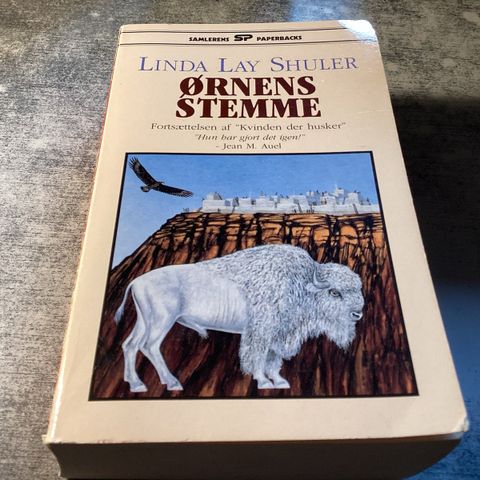 SAMLERENS SP PAPERBACKS
LINDA LAY SHULER
ØRNENS
STEMME
Fortsættelsen af "Kvinden der husker"
"Hun har gjort det igen!"
- Jean M. Auel